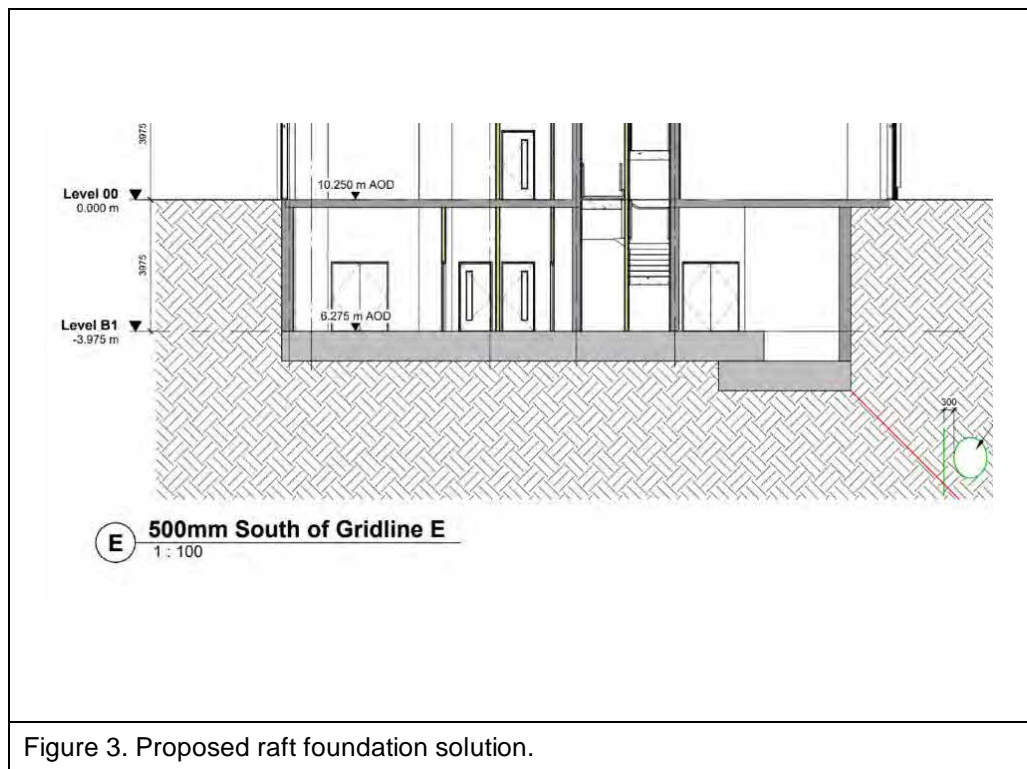 3975
10.250 m AOD
Level 00
0.000 m
3975
6.275 m AOD
Level B1
-3.975 m
300
E
500mm South of Gridline E
1 : 100
Figure 3. Proposed raft foundation solution.